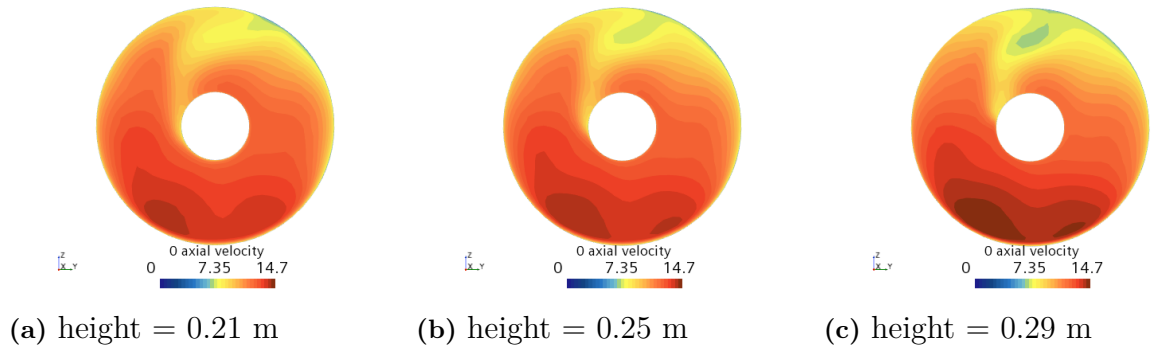 0 axial velocity
0 7.35 14.7
Z
X Y
(a) height = 0.21 m
0 axial velocity
0 7.35 14.7
Z
X Y
(b) height = 0.25 m
0 axial velocity
0 7.35 14.7
Z
X Y
(c) height = 0.29 m